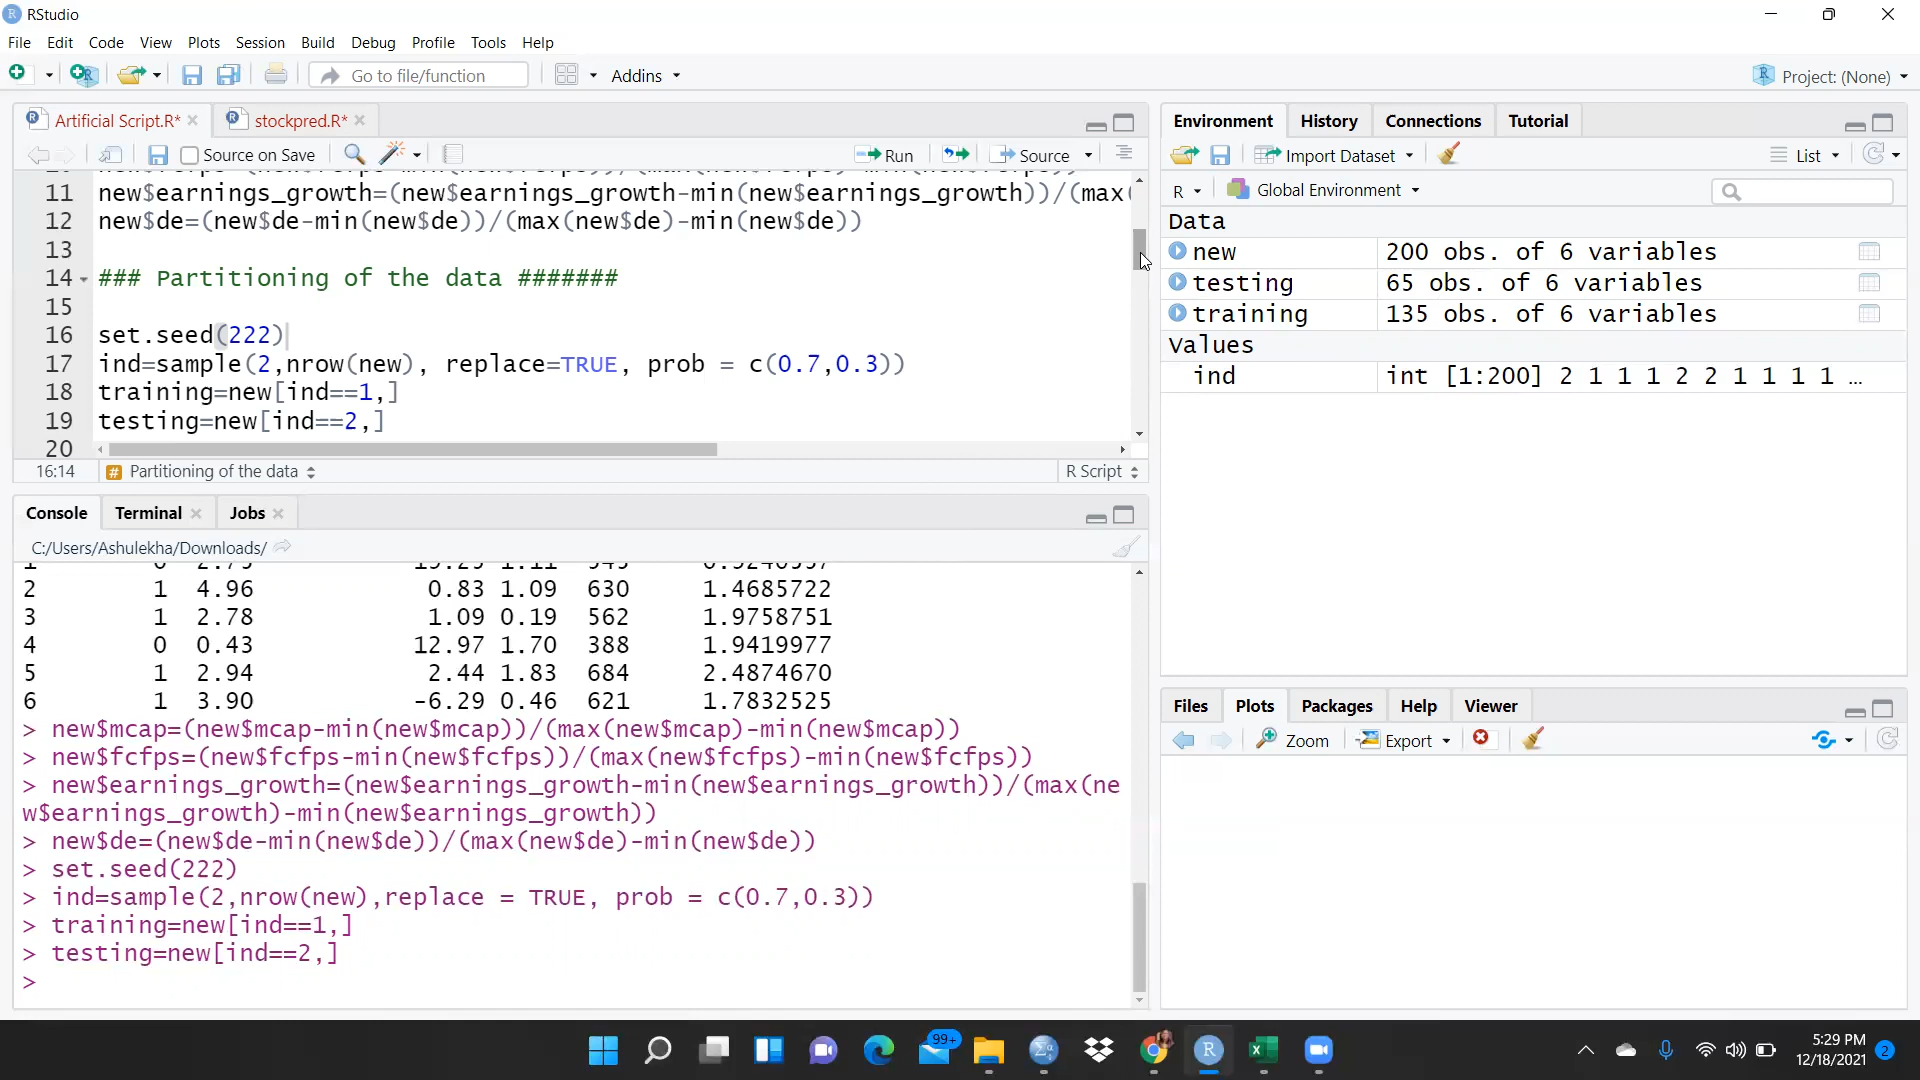 RStudio
File Edit Code View Plots Session Build Debug Profile Tools Help
Go to file/function Addins Project: (None)
Artificial Script.R* stockpred.R*
Source on Save Run Source
11 new$earnings_growth=(new$earnings_growth-min(new$earnings_growth))/(max(
12 new$de=(new$de-min(new$de))/(max(new$de)-min(new$de))
13
14 ### Partitioning of the data #######
15
16 set.seed(222)
17 ind=sample(2,nrow(new), replace=TRUE, prob = c(0.7,0.3))
18 training=new[ind==1,]
19 testing=new[ind==2,]
20
16:14 # Partitioning of the data R Script
Console Terminal Jobs
C:/Users/Ashulekha/Downloads/
2 1 4.96 0.83 1.09 630 1.4685722
3 1 2.78 1.09 0.19 562 1.9758751
4 0 0.43 12.97 1.70 388 1.9419977
5 1 2.94 2.44 1.83 684 2.4874670
6 1 3.90 -6.29 0.46 621 1.7832525
> new$mcap=(new$mcap-min(new$mcap))/(max(new$mcap)-min(new$mcap))
> new$fcfps=(new$fcfps-min(new$fcfps))/(max(new$fcfps)-min(new$fcfps))
> new$earnings_growth=(new$earnings_growth-min(new$earnings_growth))/(max(ne
w$earnings_growth)-min(new$earnings_growth))
> new$de=(new$de-min(new$de))/(max(new$de)-min(new$de))
> set.seed(222)
> ind=sample(2,nrow(new),replace = TRUE, prob = c(0.7,0.3))
> training=new[ind==1,]
> testing=new[ind==2,]
>
Environment History Connections Tutorial
Import Dataset List
R Global Environment
Data
new 200 obs. of 6 variables
testing 65 obs. of 6 variables
training 135 obs. of 6 variables
Values
ind int [1:200] 2 1 1 1 2 2 1 1 1 1 ...
Files Plots Packages Help Viewer
Zoom Export
99+
5:29 PM
12/18/2021 2